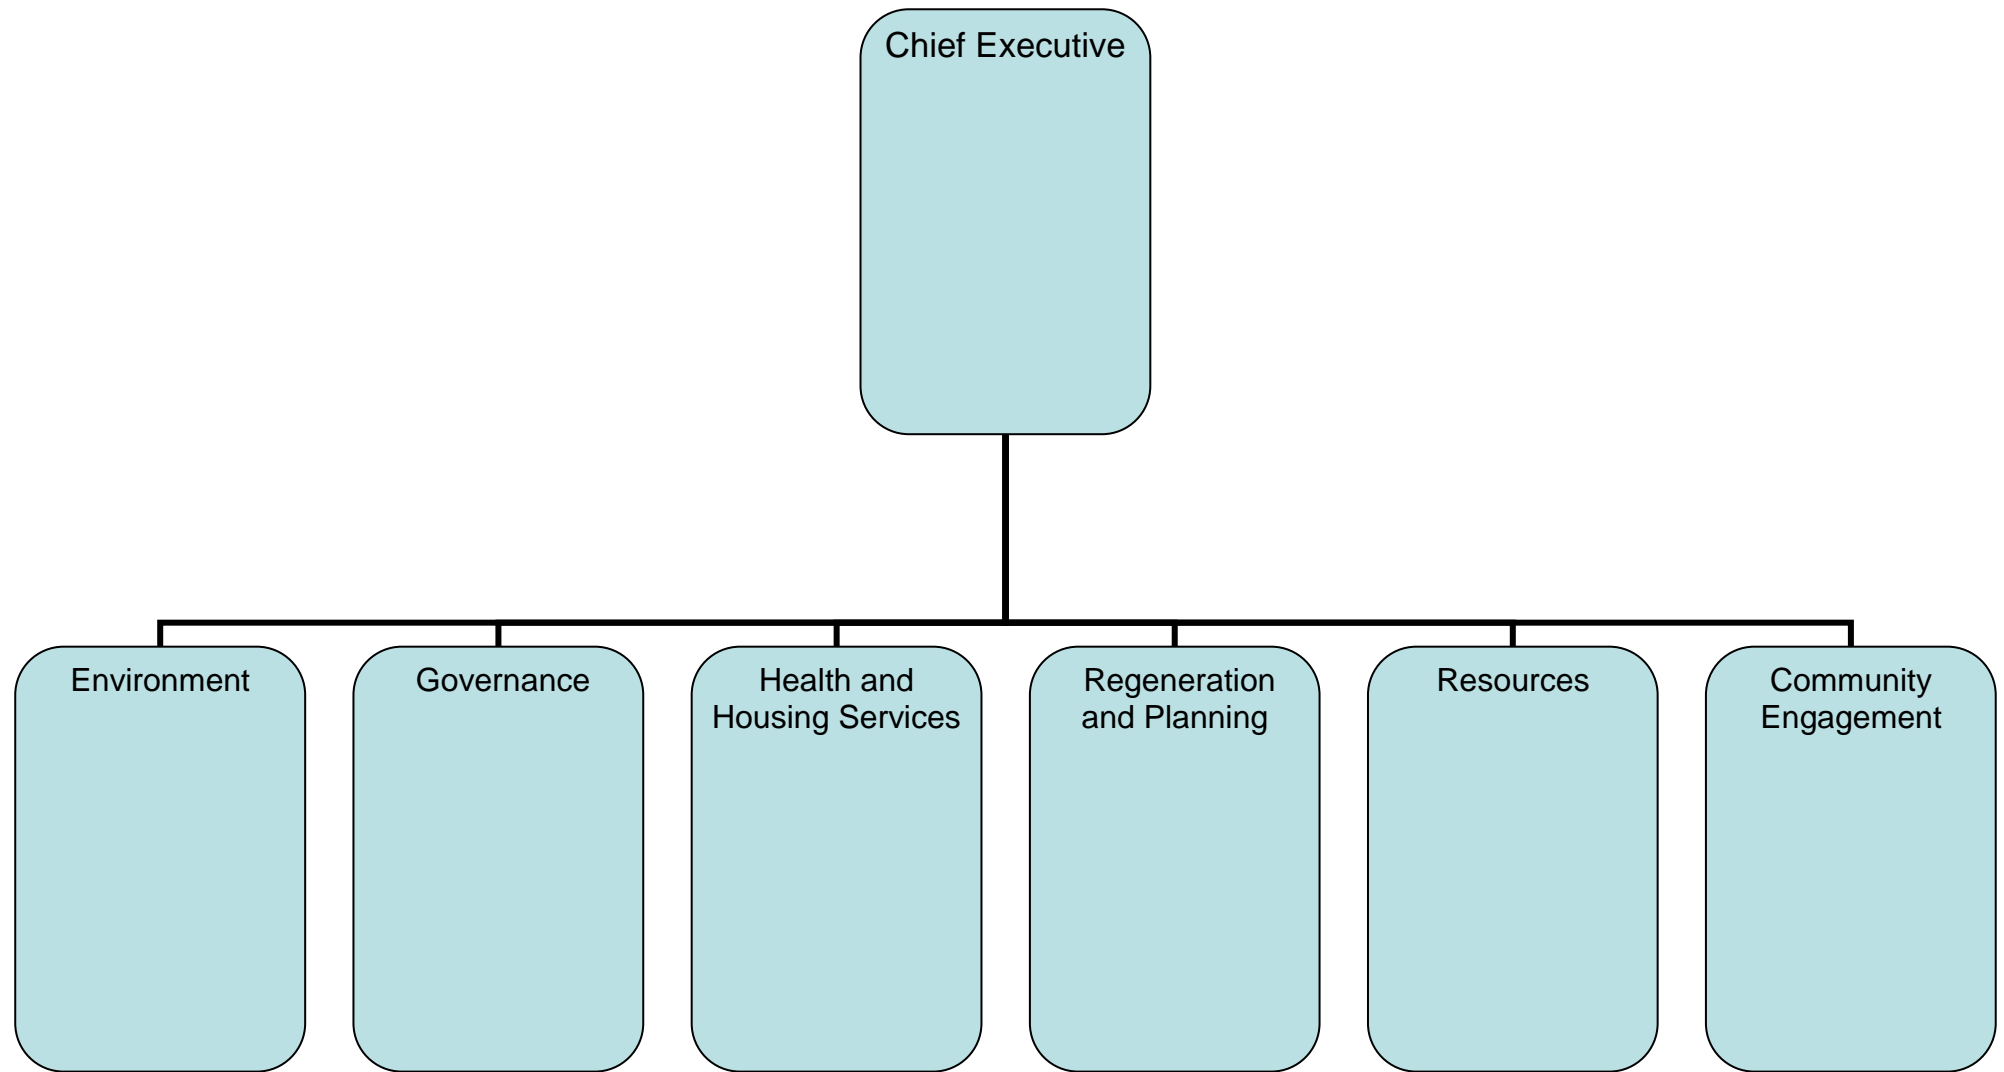 Chief Executive
Environment
Governance
Health and
Housing Services
Regeneration
and Planning
Resources
Community
Engagement